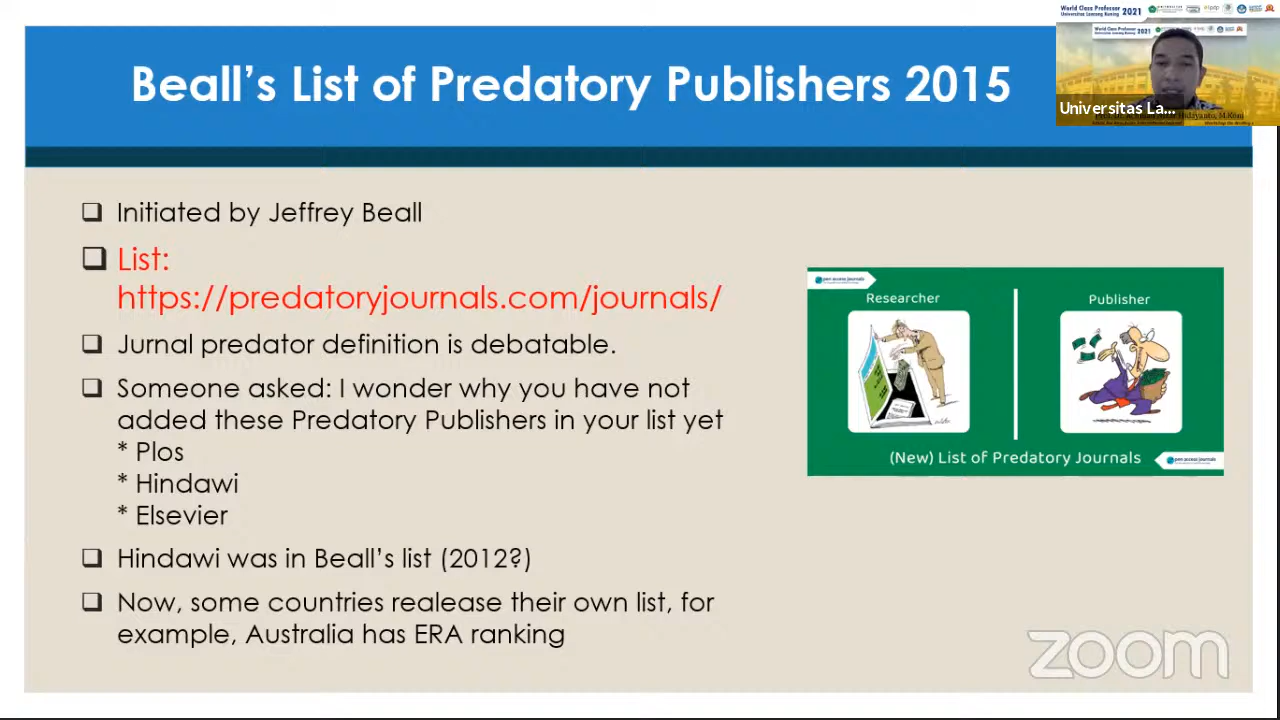 World Class Professor 2021
Universitas Lancang Kuning
Universitas La...
Beall's List of Predatory Publishers 2015
❑ Initiated by Jeffrey Beall
❑ List:
https://predatoryjournals.com/journals/
❑ Jurnal predator definition is debatable.
❑ Someone asked: I wonder why you have not
added these Predatory Publishers in your list yet
* Plos
* Hindawi
* Elsevier
❑ Hindawi was in Beall's list (2012?)
❑ Now, some countries realease their own list, for
example, Australia has ERA ranking
Researcher
Publisher
(New) List of Predatory Journals
zoom